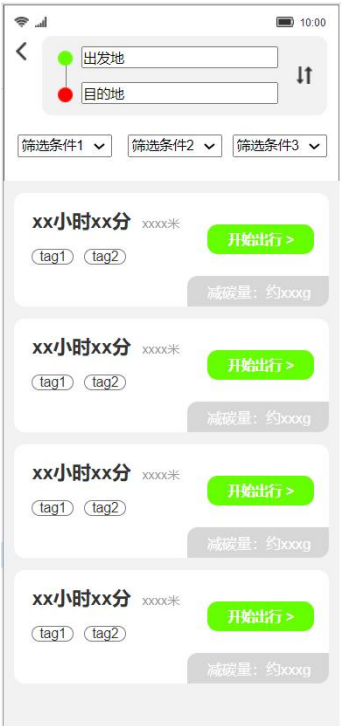 10:00
出发地
目的地
筛选条件1 筛选条件2 筛选条件3
xx小时xx分 xxxx米
开始出行 >
tag1 tag2
减碳量：约xxxg
xx小时xx分 xxxx米
开始出行 >
tag1 tag2
减碳量：约xxxg
xx小时xx分 xxxx米
开始出行 >
tag1 tag2
减碳量：约xxxg
xx小时xx分 xxxx米
开始出行 >
tag1 tag2
减碳量：约xxxg